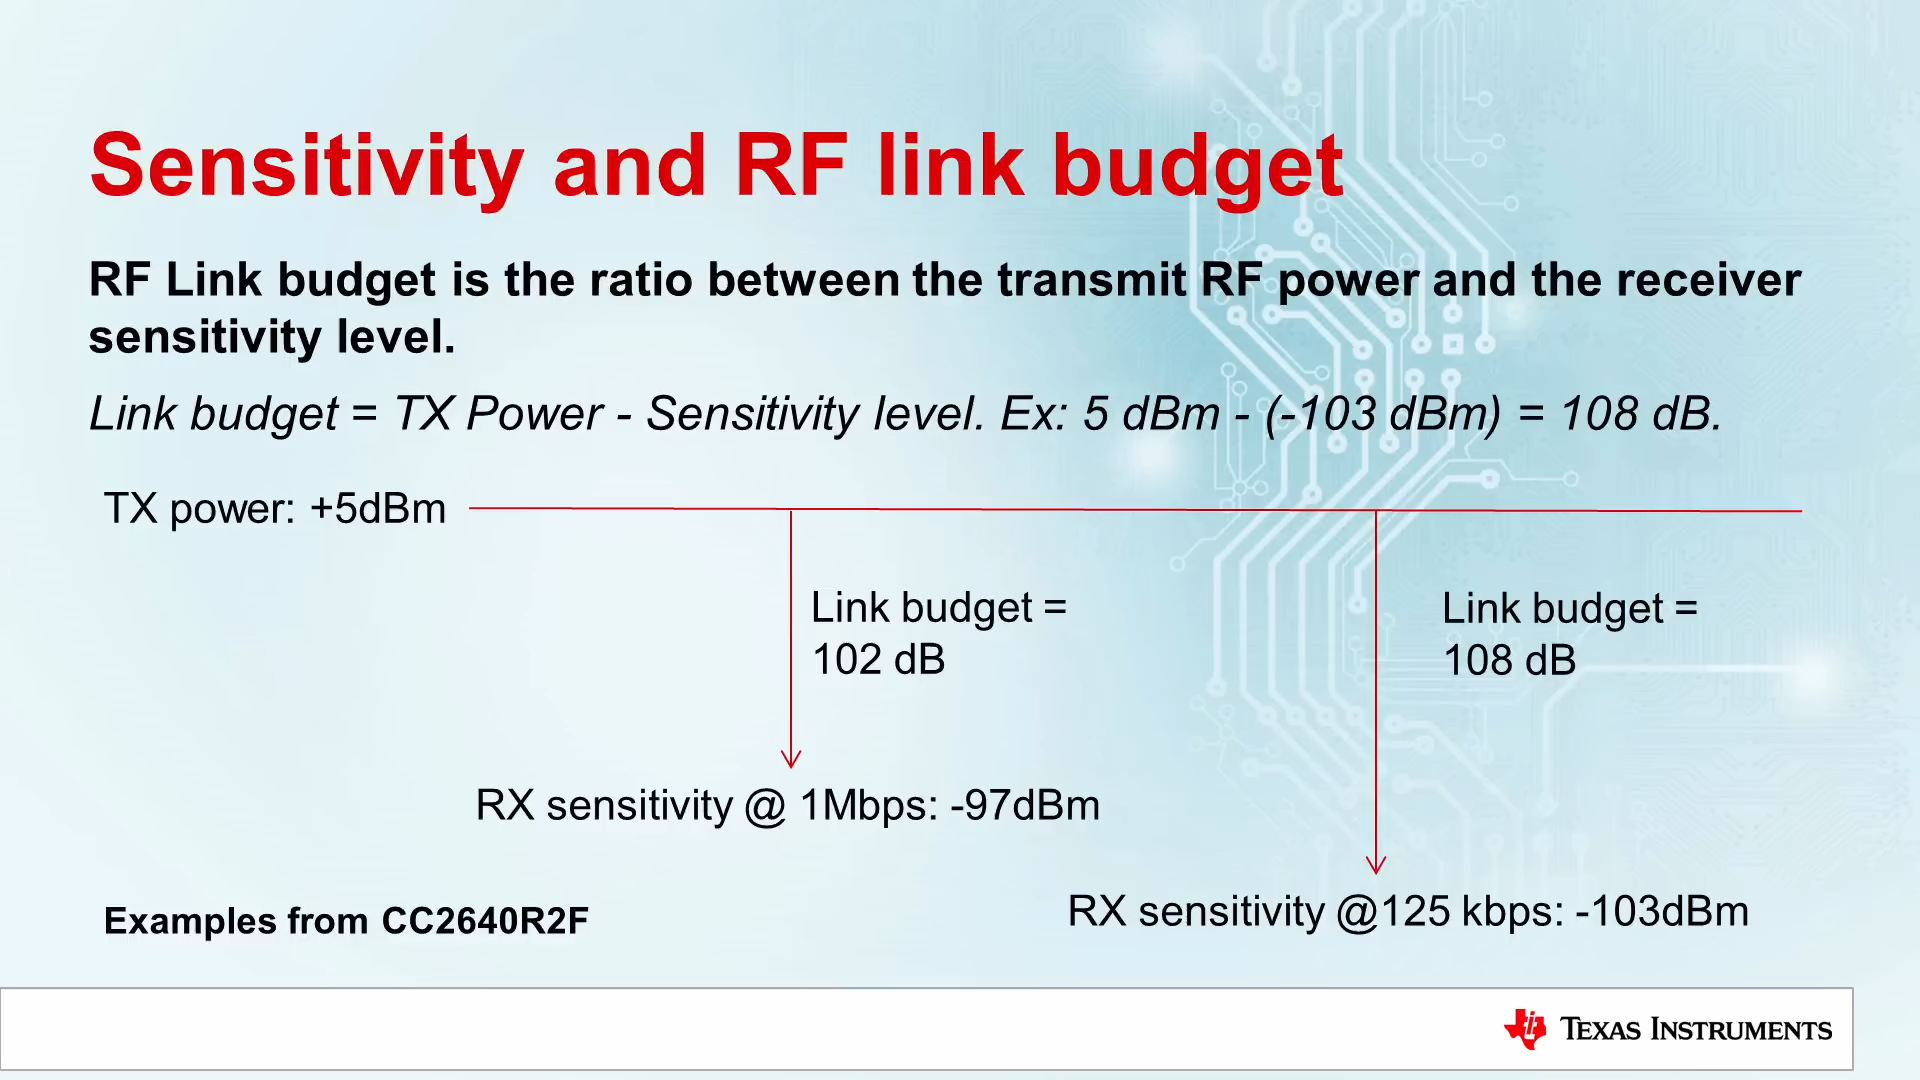 Sensitivity and RF link budget
RF Link budget is the ratio between the transmit RF power and the receiver
sensitivity level.
Link budget = TX Power - Sensitivity level. Ex: 5 dBm - (-103 dBm) = 108 dB.
TX power: +5dBm
Link budget =
102 dB
Link budget =
108 dB
RX sensitivity @ 1Mbps: -97dBm
RX sensitivity @125 kbps: -103dBm
Examples from CC2640R2F
TEXAS INSTRUMENTS